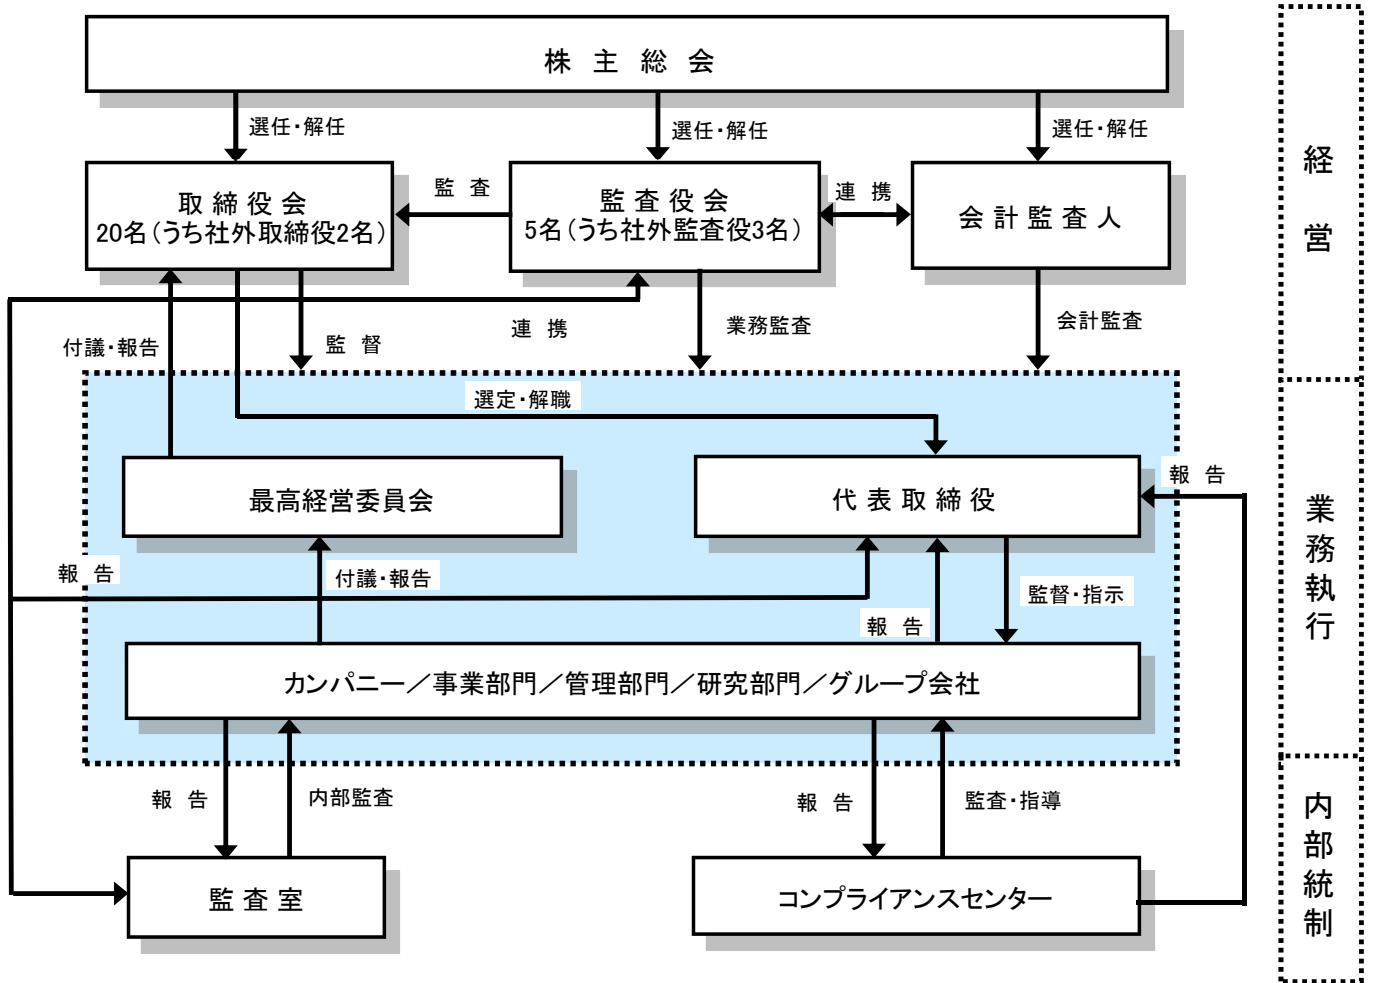 株 主 総 会
選任・解任
選任・解任
選任・解任
取 締 役 会
20名(うち社外取締役2名)
監 査
監 査 役 会
5名(うち社外監査役3名)
連 携
会 計 監 査 人
経 営
付議・報告
監 督
連 携
業務監査
会計監査
選定・解職
最高経営委員会
代 表 取 締 役
報 告
報 告
付議・報告
報 告
監督・指示
業務執行
カンパニー/事業部門/管理部門/研究部門/グループ会社
報 告
内部監査
報 告
監査・指導
監 査 室
コンプライアンスセンター
内部統制